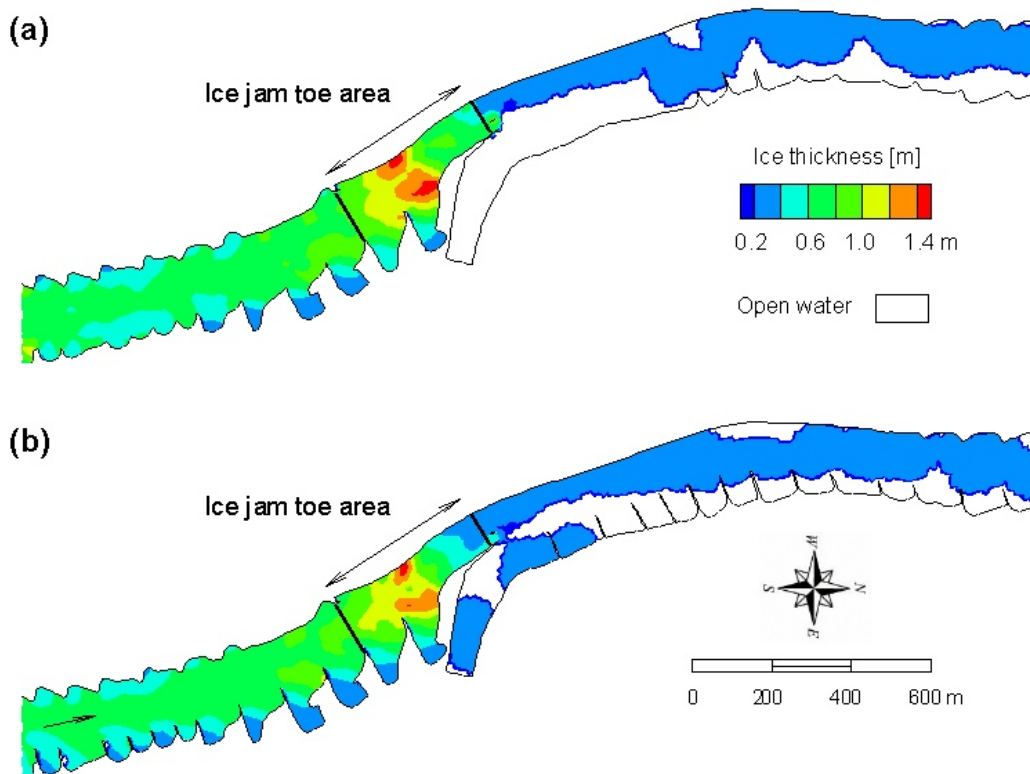 (a)
Ice jam toe area
Ice thickness [m]
0.2 0.6 1.0 1.4 m
Open water
(b)
Ice jam toe area
W
S N
E
0 200 400 600 m